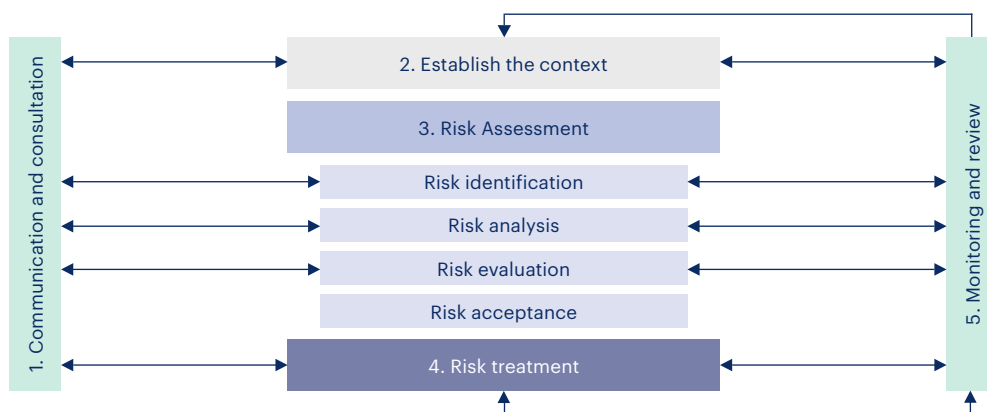 1. Communication and consultation
2. Establish the context
3. Risk Assessment
Risk identification
Risk analysis
Risk evaluation
Risk acceptance
4. Risk treatment
5. Monitoring and review